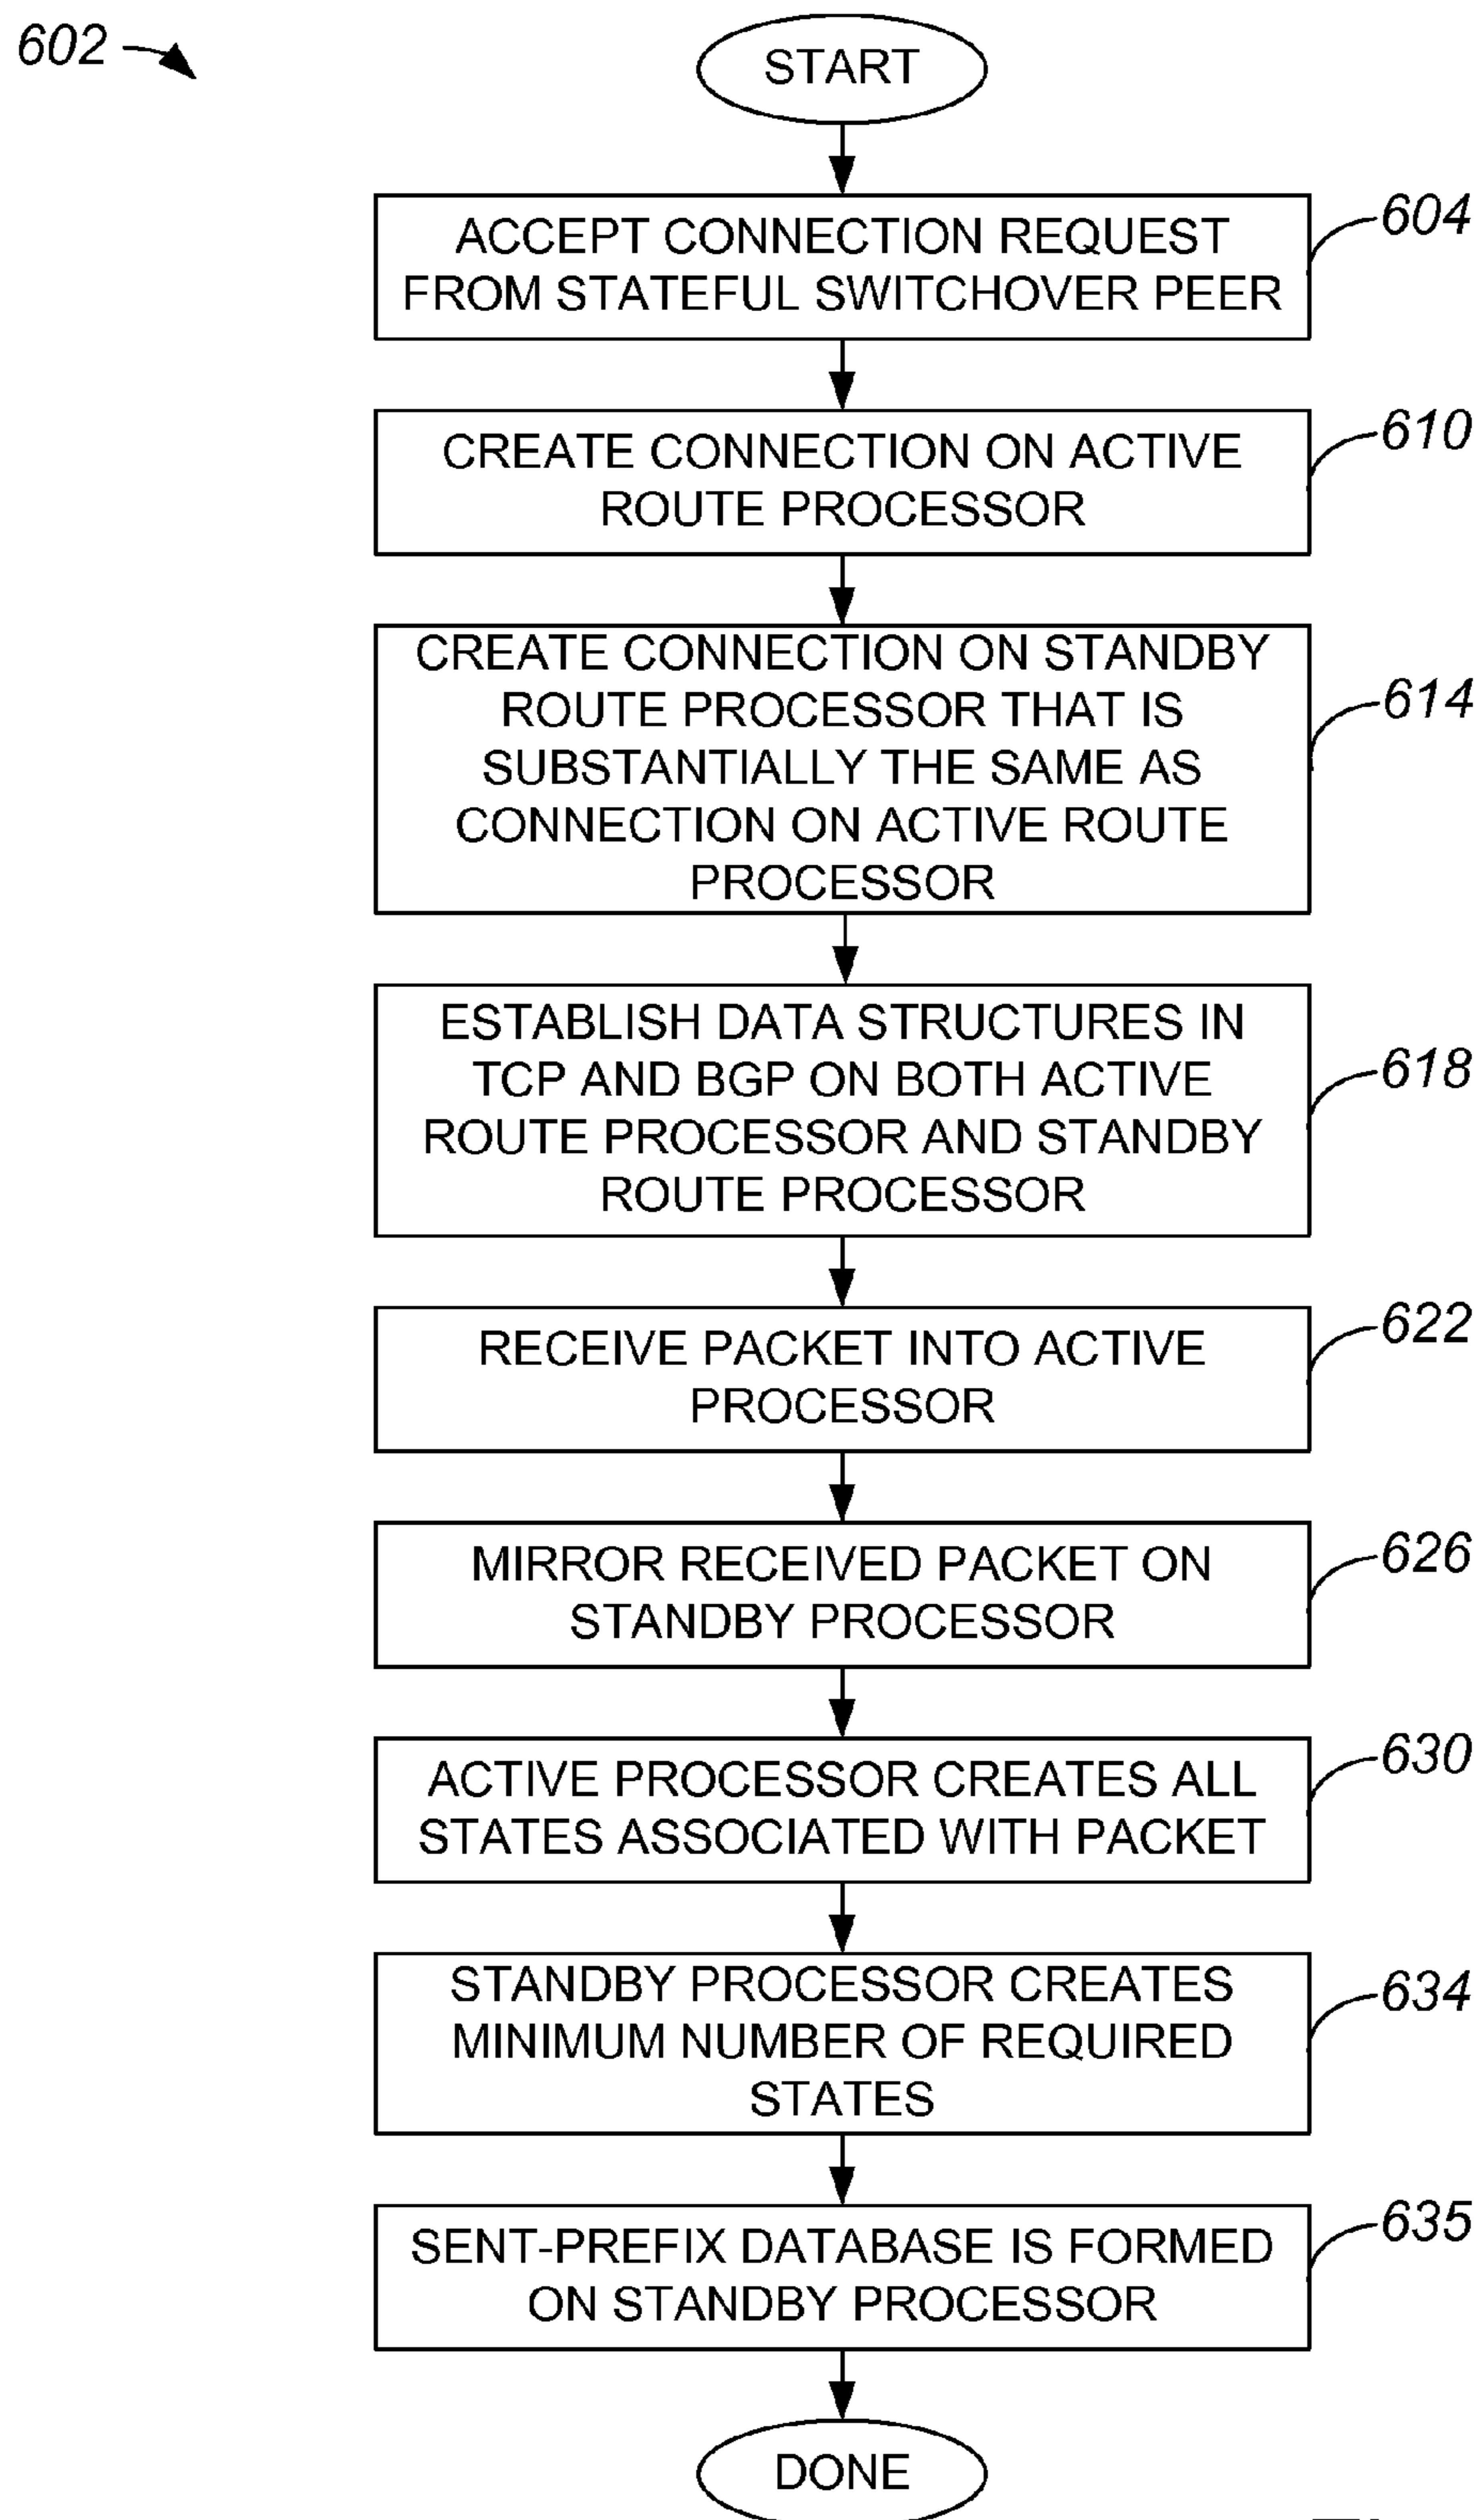 602
START
ACCEPT CONNECTION REQUEST
FROM STATEFUL SWITCHOVER PEER
604
CREATE CONNECTION ON ACTIVE
ROUTE PROCESSOR
610
CREATE CONNECTION ON STANDBY
ROUTE PROCESSOR THAT IS
SUBSTANTIALLY THE SAME AS
CONNECTION ON ACTIVE ROUTE
PROCESSOR
614
ESTABLISH DATA STRUCTURES IN
TCP AND BGP ON BOTH ACTIVE
ROUTE PROCESSOR AND STANDBY
ROUTE PROCESSOR
618
RECEIVE PACKET INTO ACTIVE
PROCESSOR
622
MIRROR RECEIVED PACKET ON
STANDBY PROCESSOR
626
ACTIVE PROCESSOR CREATES ALL
STATES ASSOCIATED WITH PACKET
630
STANDBY PROCESSOR CREATES
MINIMUM NUMBER OF REQUIRED
STATES
634
SENT-PREFIX DATABASE IS FORMED
ON STANDBY PROCESSOR
635
DONE